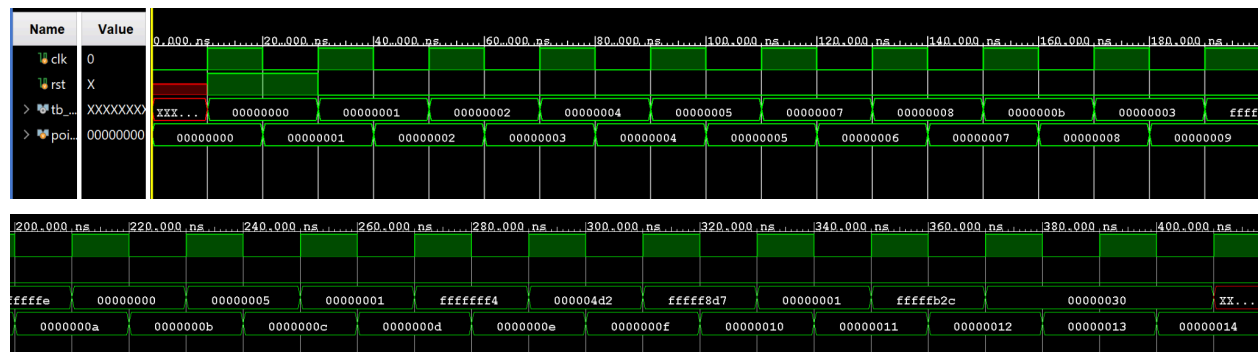 Name Value
0.000 ns 20.000 ns 40.000 ns 60.000 ns 80.000 ns 100.000 ns 120.000 ns 140.000 ns 160.000 ns 180.000 ns
clk 0
rst X
tb_... XXXXXXXX XXX... 00000000 00000001 00000002 00000004 00000005 00000007 00000008 0000000b 00000003 ffff
poi... 00000000 00000000 00000001 00000002 00000003 00000004 00000005 00000006 00000007 00000008 00000009
200.000 ns 220.000 ns 240.000 ns 260.000 ns 280.000 ns 300.000 ns 320.000 ns 340.000 ns 360.000 ns 380.000 ns 400.000 ns
fffffe 00000000 00000005 00000001 fffffff4 000004d2 fffff8d7 00000001 fffffb2c 00000030 XX...
0000000a 0000000b 0000000c 0000000d 0000000e 0000000f 00000010 00000011 00000012 00000013 00000014